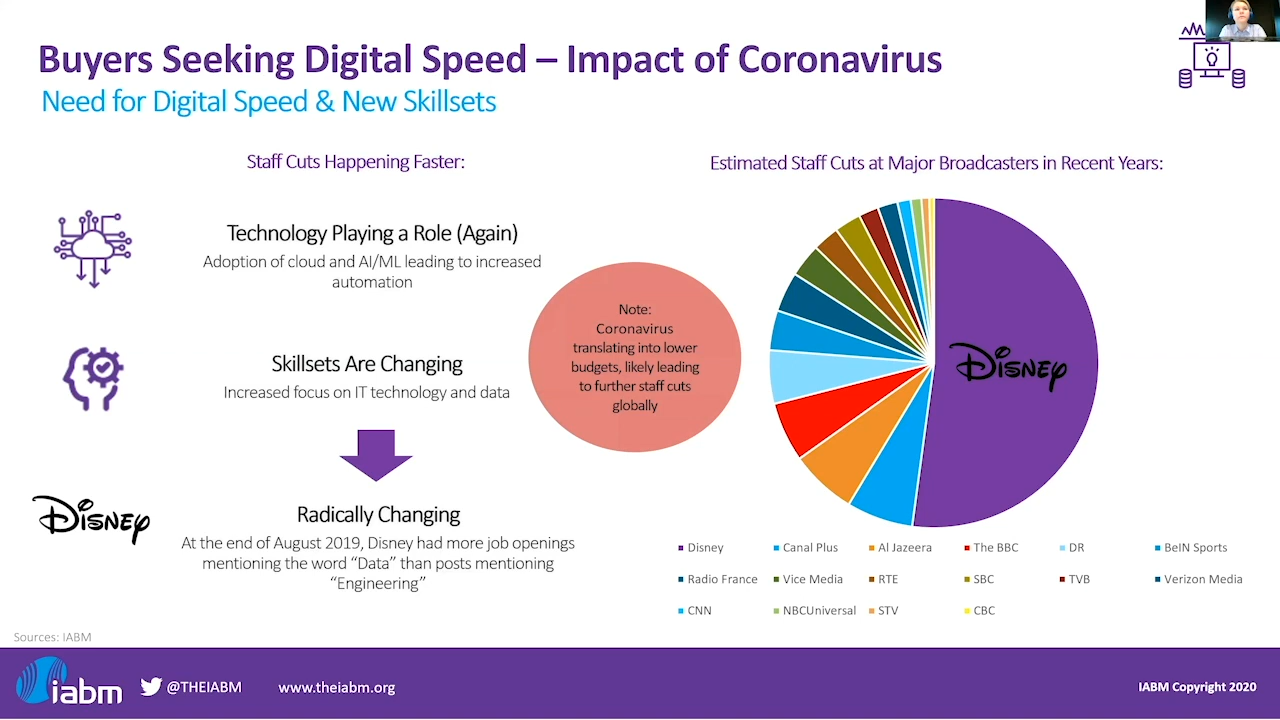 Buyers Seeking Digital Speed – Impact of Coronavirus
Need for Digital Speed & New Skillsets
Staff Cuts Happening Faster:
Technology Playing a Role (Again)
Adoption of cloud and AI/ML leading to increased
automation
Skillsets Are Changing
Increased focus on IT technology and data
Disney
Radically Changing
At the end of August 2019, Disney had more job openings
mentioning the word “Data” than posts mentioning
“Engineering”
Note:
Coronavirus
translating into lower
budgets, likely leading
to further staff cuts
globally
Estimated Staff Cuts at Major Broadcasters in Recent Years:
Disney
Disney Canal Plus Al Jazeera The BBC DR BeIN Sports
Radio France Vice Media RTE SBC TVB Verizon Media
CNN NBCUniversal STV CBC
Sources: IABM
iabm @THEIABM www.theiabm.org IABM Copyright 2020